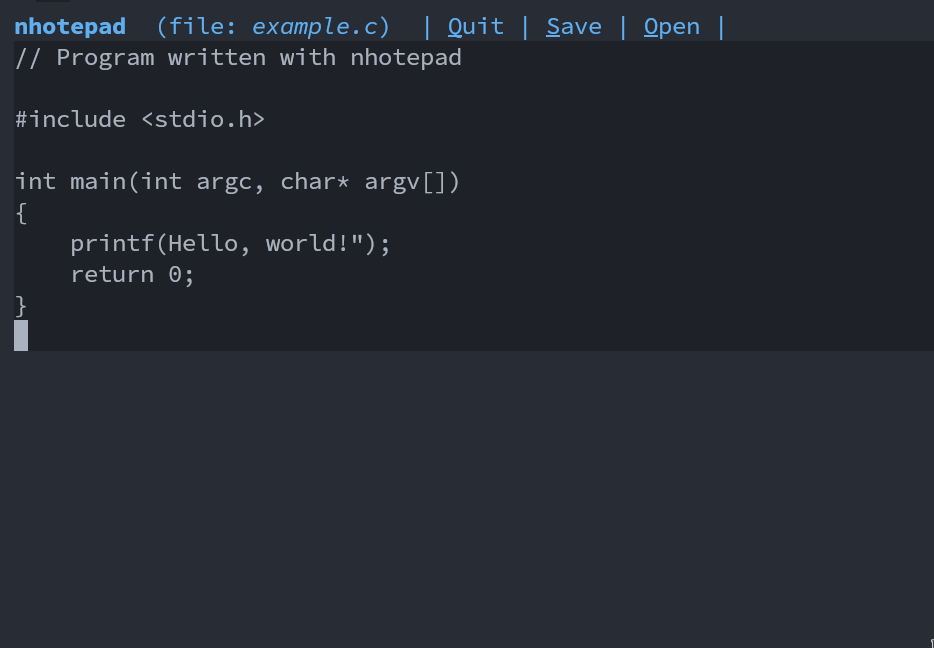 nhotepad  (file: example.c)  | Quit | Save | Open |
// Program written with nhotepad

#include <stdio.h>

int main(int argc, char* argv[])
{
    printf(Hello, world!");
    return 0;
}